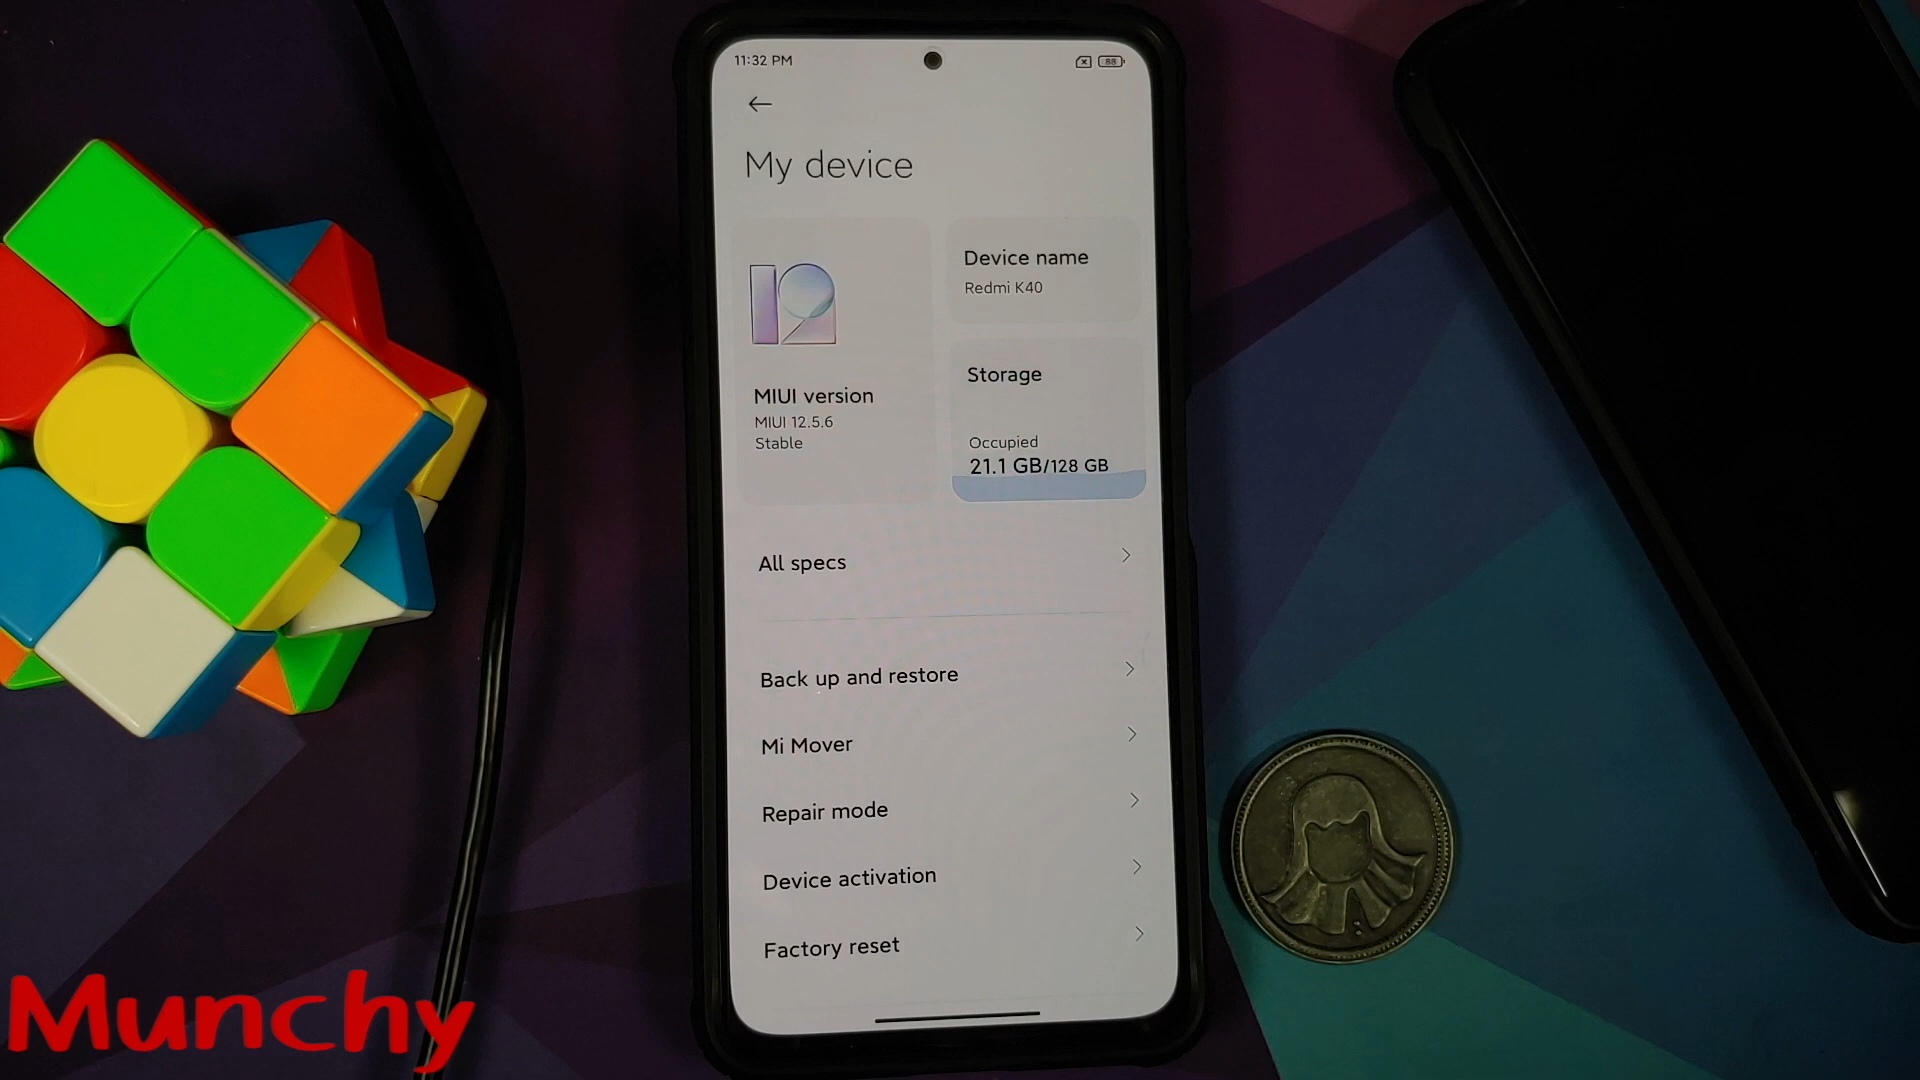 11:32 PM
88
My device
12
MIUI version
MIUI 12.5.6
Stable
Device name
Redmi K40
Storage
Occupied
21.1 GB/128 GB
All specs
Back up and restore
Mi Mover
Repair mode
Device activation
Factory reset
Munchy